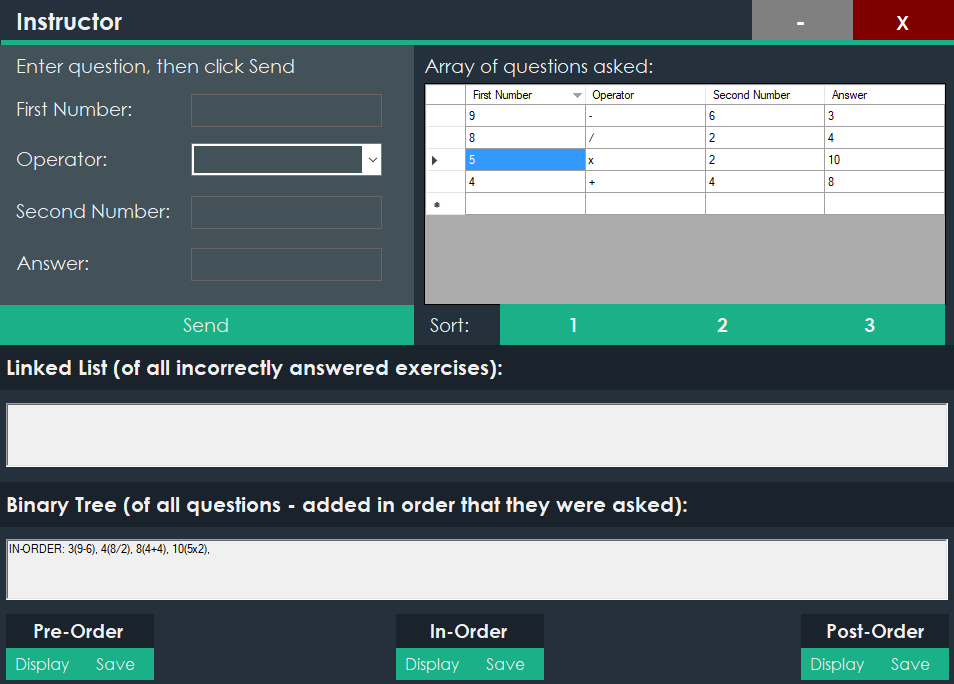 Instructor - X
Enter question, then click Send
First Number:
Operator:
Second Number:
Answer:
Send
Array of questions asked:
First Number Operator Second Number Answer
9 - 6 3
8 / 2 4
5 x 2 10
4 + 4 8
Sort: 1 2 3
Linked List (of all incorrectly answered exercises):
Binary Tree (of all questions - added in order that they were asked):
IN-ORDER: 3(9-6), 4(8/2), 8(4+4), 10(5x2),
Pre-Order In-Order Post-Order
Display Save Display Save Display Save